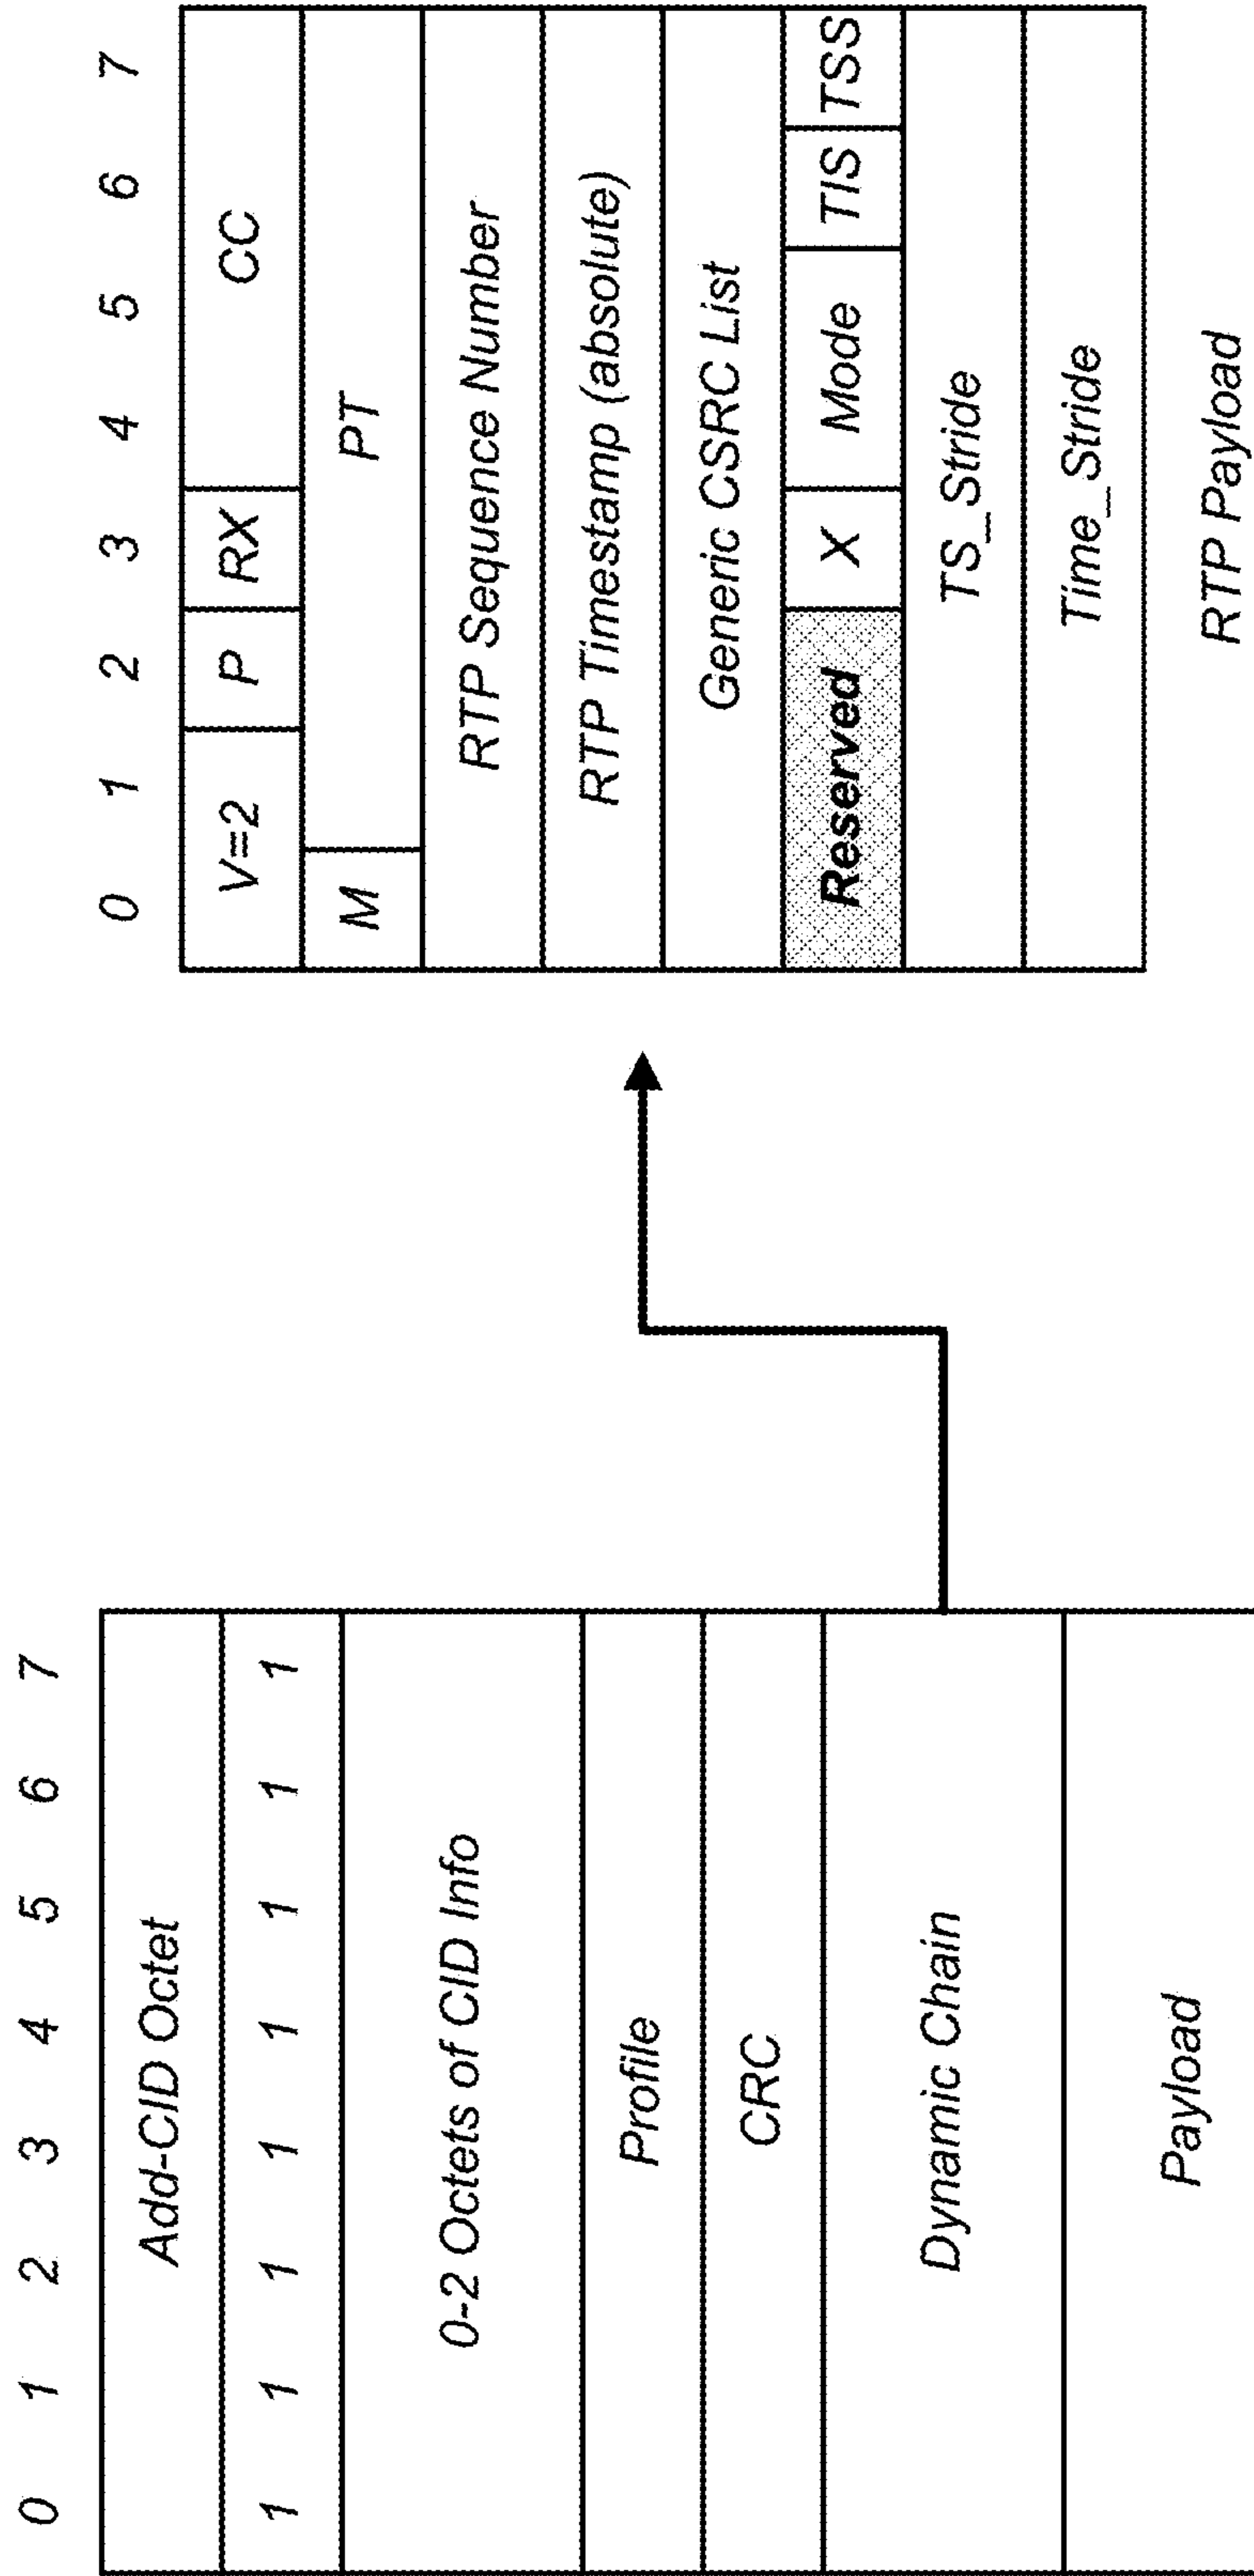 0 1 2 3 4 5 6 7
Add-CID Octet
1 1 1 1 1 1 1 1
0-2 Octets of CID Info
Profile
CRC
Dynamic Chain
Payload
0 1 2 3 4 5 6 7
V=2 P RX CC
M PT
RTP Sequence Number
RTP Timestamp (absolute)
Generic CSRC List
Reserved X Mode TIS TSS
TS_Stride
Time_Stride
RTP Payload